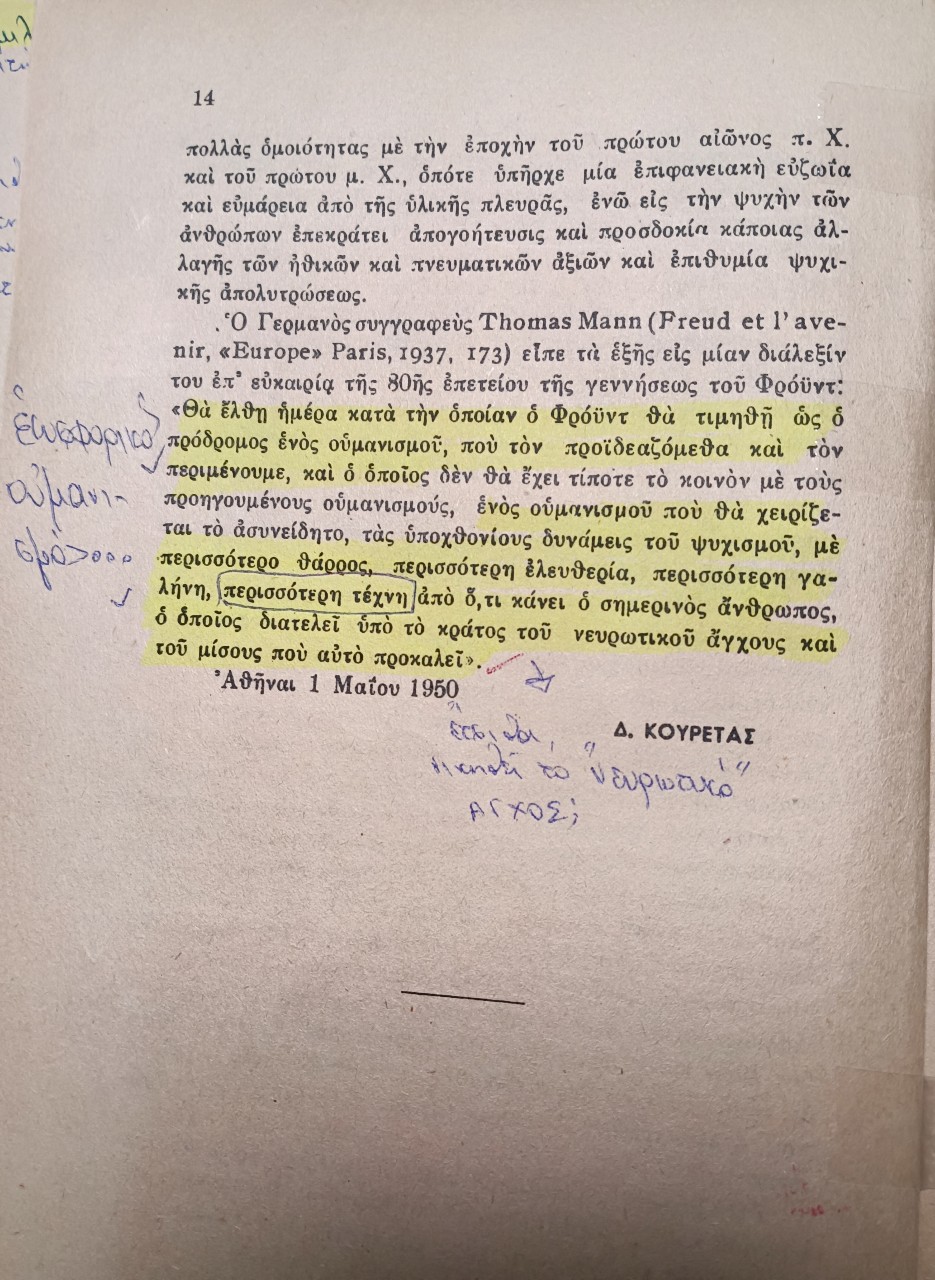 14
πολλὰς ὁμοιότητας μὲ τὴν ἐποχὴν τοῦ πρώτου αἰῶνος π. Χ.
καὶ τοῦ πρώτου μ. Χ., ὁπότε ὑπῆρχε μία ἐπιφανειακὴ εὐζωΐα
καὶ εὐμάρεια ἀπὸ τῆς ὑλικῆς πλευρᾶς, ἐνῶ εἰς τὴν ψυχὴν τῶν
ἀνθρώπων ἐπεκράτει ἀπογοήτευσις καὶ προσδοκία κάποιας ἀλ-
λαγῆς τῶν ἠθικῶν καὶ πνευματικῶν ἀξιῶν καὶ ἐπιθυμία ψυχι-
κῆς ἀπολυτρώσεως.
Ὁ Γερμανὸς συγγραφεὺς Thomas Mann (Freud et l' ave-
nir, «Europe» Paris, 1937, 173) εἶπε τὰ ἑξῆς εἰς μίαν διάλεξίν
του ἐπ' εὐκαιρίᾳ τῆς 80ῆς ἐπετείου τῆς γεννήσεως τοῦ Φρόϋντ:
«Θὰ ἔλθῃ ἡμέρα κατὰ τὴν ὁποίαν ὁ Φρόϋντ θὰ τιμηθῇ ὡς ὁ
πρόδρομος ἑνὸς οὑμανισμοῦ, ποὺ τὸν προϊδεαζόμεθα καὶ τὸν
περιμένουμε, καὶ ὁ ὁποῖος δὲν θὰ ἔχει τίποτε τὸ κοινὸν μὲ τοὺς
προηγουμένους οὑμανισμούς, ἑνὸς οὑμανισμοῦ ποὺ θὰ χειρίζε-
ται τὸ ἀσυνείδητο, τὰς ὑποχθονίους δυνάμεις τοῦ ψυχισμοῦ, μὲ
περισσότερο θάρρος, περισσότερη ἐλευθερία, περισσότερη γα-
λήνη, περισσότερη τέχνη ἀπὸ ὅ,τι κάνει ὁ σημερινὸς ἄνθρωπος,
ὁ ὁποῖος διατελεῖ ὑπὸ τὸ κράτος τοῦ νευρωτικοῦ ἄγχους καὶ
τοῦ μίσους ποὺ αὐτὸ προκαλεῖ».
Ἀθῆναι 1 Μαΐου 1950
Δ. ΚΟΥΡΕΤΑΣ
οὑμανι-
σμό....
τὸ "νευρωτικό"
ΑΓΧΟΣ;